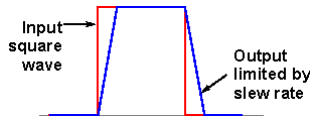 Input
square
wave
Output
limited by
slew rate